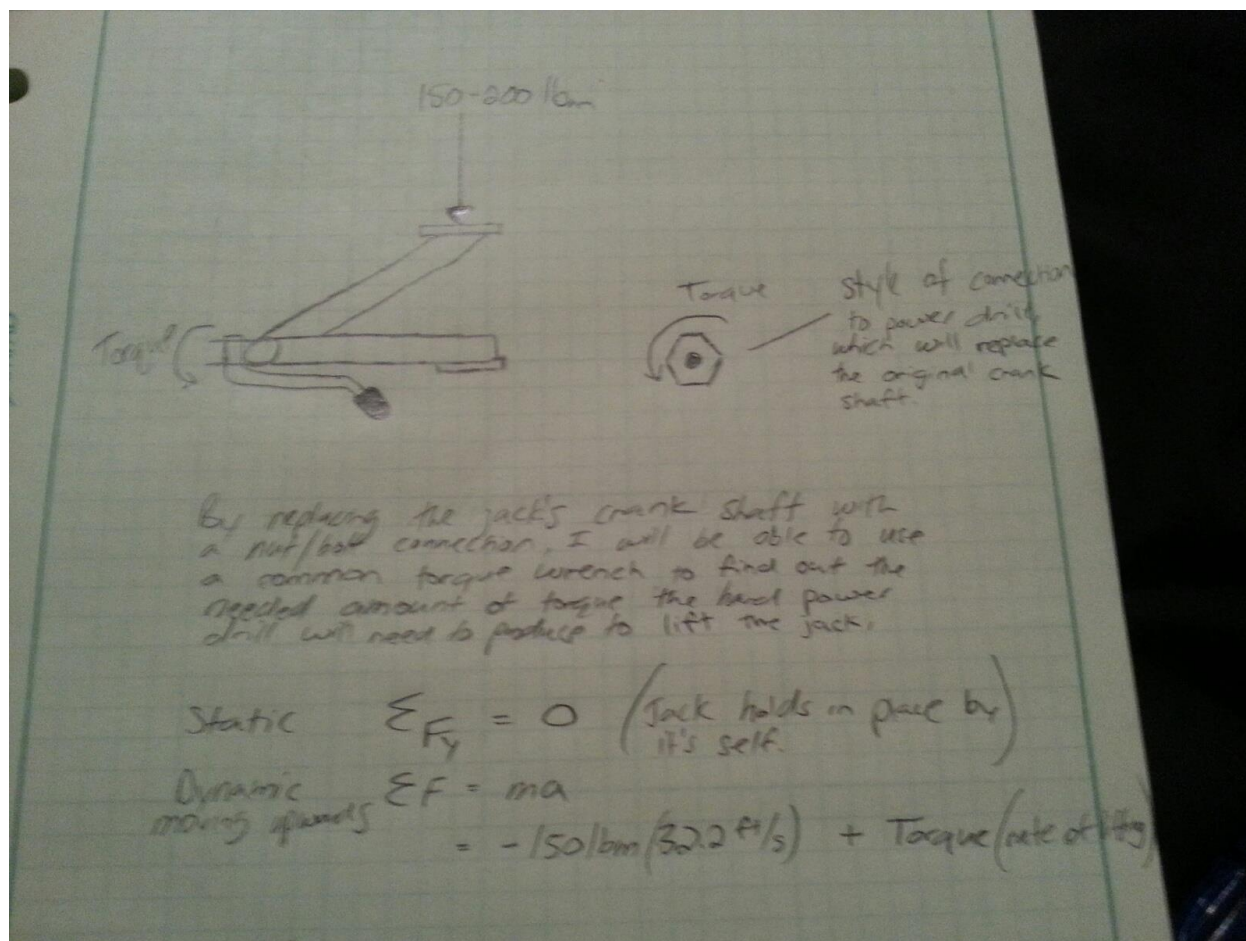 150-200 lbm
Torque
Torque
style of connection
to power drill,
which will replace
the original crank
shaft.
By replacing the jack's crank shaft with
a nut/bolt connection, I will be able to use
a common torque wrench to find out the
needed amount of torque the hand power
drill will need to produce to lift the jack.
Static ΣFy = 0 (Jack holds in place by
it's self.)
Dynamic ΣF = ma
moving upwards
= -150 lbm (32.2 ft/s) + Torque (rate of lifting)